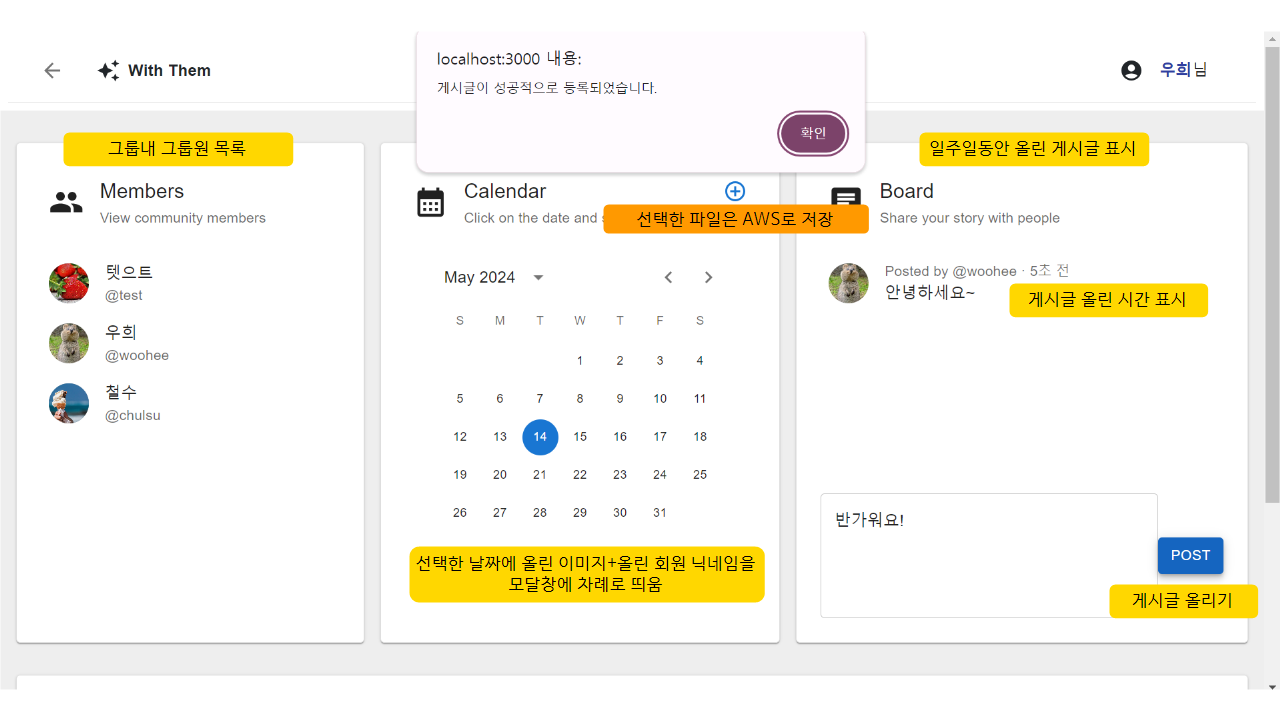 With Them
localhost:3000 내용:
게시글이 성공적으로 등록되었습니다.
확인
우희님
그룹내 그룹원 목록
Members
View community members
텟으트
@test
우희
@woohee
철수
@chulsu
Calendar
Click on the date and s
선택한 파일은 AWS로 저장
May 2024
S M T W T F S
1 2 3 4
5 6 7 8 9 10 11
12 13 14 15 16 17 18
19 20 21 22 23 24 25
26 27 28 29 30 31
선택한 날짜에 올린 이미지+올린 회원 닉네임을
모달창에 차례로 띄움
일주일동안 올린 게시글 표시
Board
Share your story with people
Posted by @woohee · 5초 전
안녕하세요~
게시글 올린 시간 표시
반가워요!
POST
게시글 올리기